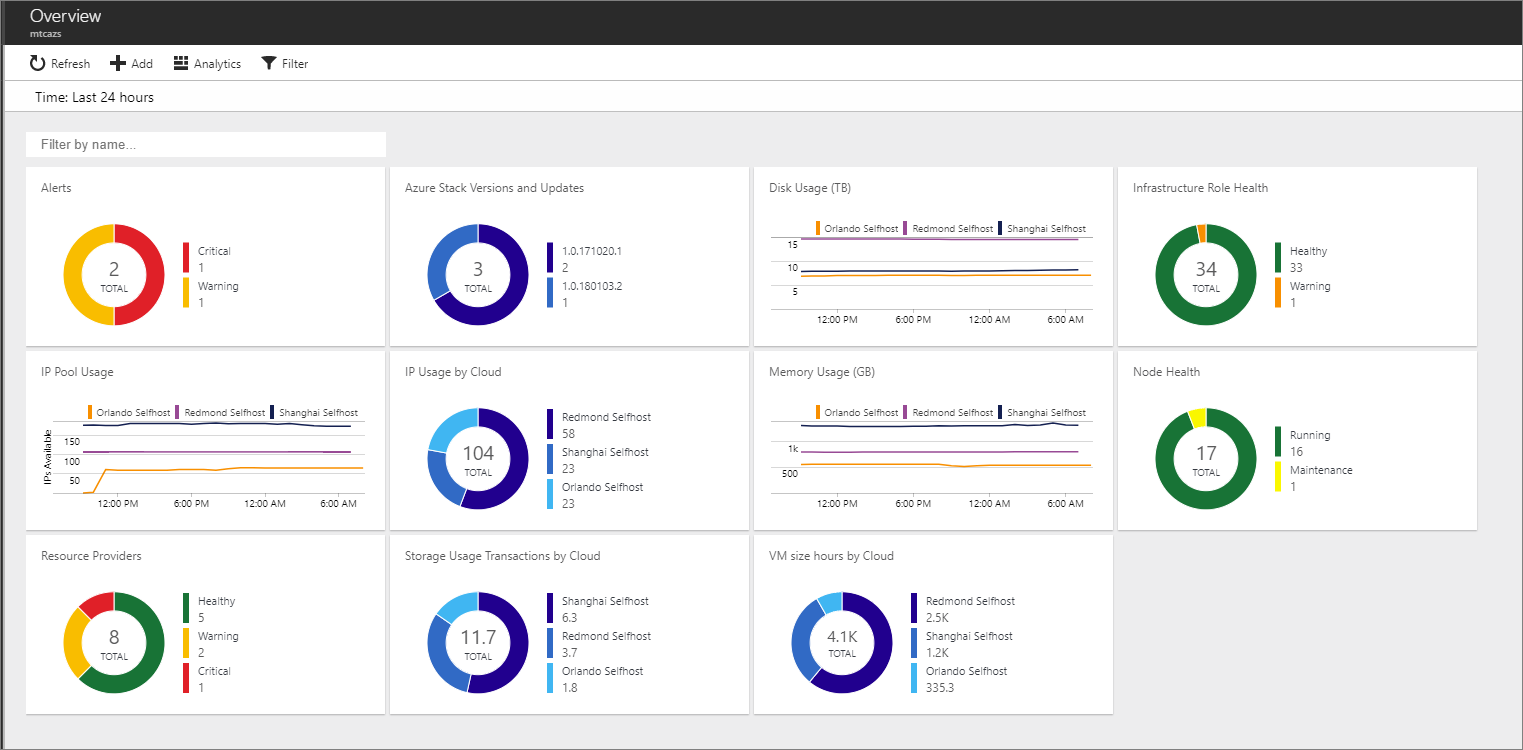 Overview
mtcazs
Refresh Add Analytics Filter
Time: Last 24 hours
Filter by name...
Alerts
2
TOTAL
Critical
1
Warning
1
Azure Stack Versions and Updates
3
TOTAL
1.0.171020.1
2
1.0.180103.2
1
Disk Usage (TB)
Orlando Selfhost Redmond Selfhost Shanghai Selfhost
15
10
5
12:00 PM 6:00 PM 12:00 AM 6:00 AM
Infrastructure Role Health
34
TOTAL
Healthy
33
Warning
1
IP Pool Usage
Orlando Selfhost Redmond Selfhost Shanghai Selfhost
IPs Available
150
100
50
12:00 PM 6:00 PM 12:00 AM 6:00 AM
IP Usage by Cloud
104
TOTAL
Redmond Selfhost
58
Shanghai Selfhost
23
Orlando Selfhost
23
Memory Usage (GB)
Orlando Selfhost Redmond Selfhost Shanghai Selfhost
1k
500
12:00 PM 6:00 PM 12:00 AM 6:00 AM
Node Health
17
TOTAL
Running
16
Maintenance
1
Resource Providers
8
TOTAL
Healthy
5
Warning
2
Critical
1
Storage Usage Transactions by Cloud
11.7
TOTAL
Shanghai Selfhost
6.3
Redmond Selfhost
3.7
Orlando Selfhost
1.8
VM size hours by Cloud
4.1K
TOTAL
Redmond Selfhost
2.5K
Shanghai Selfhost
1.2K
Orlando Selfhost
335.3